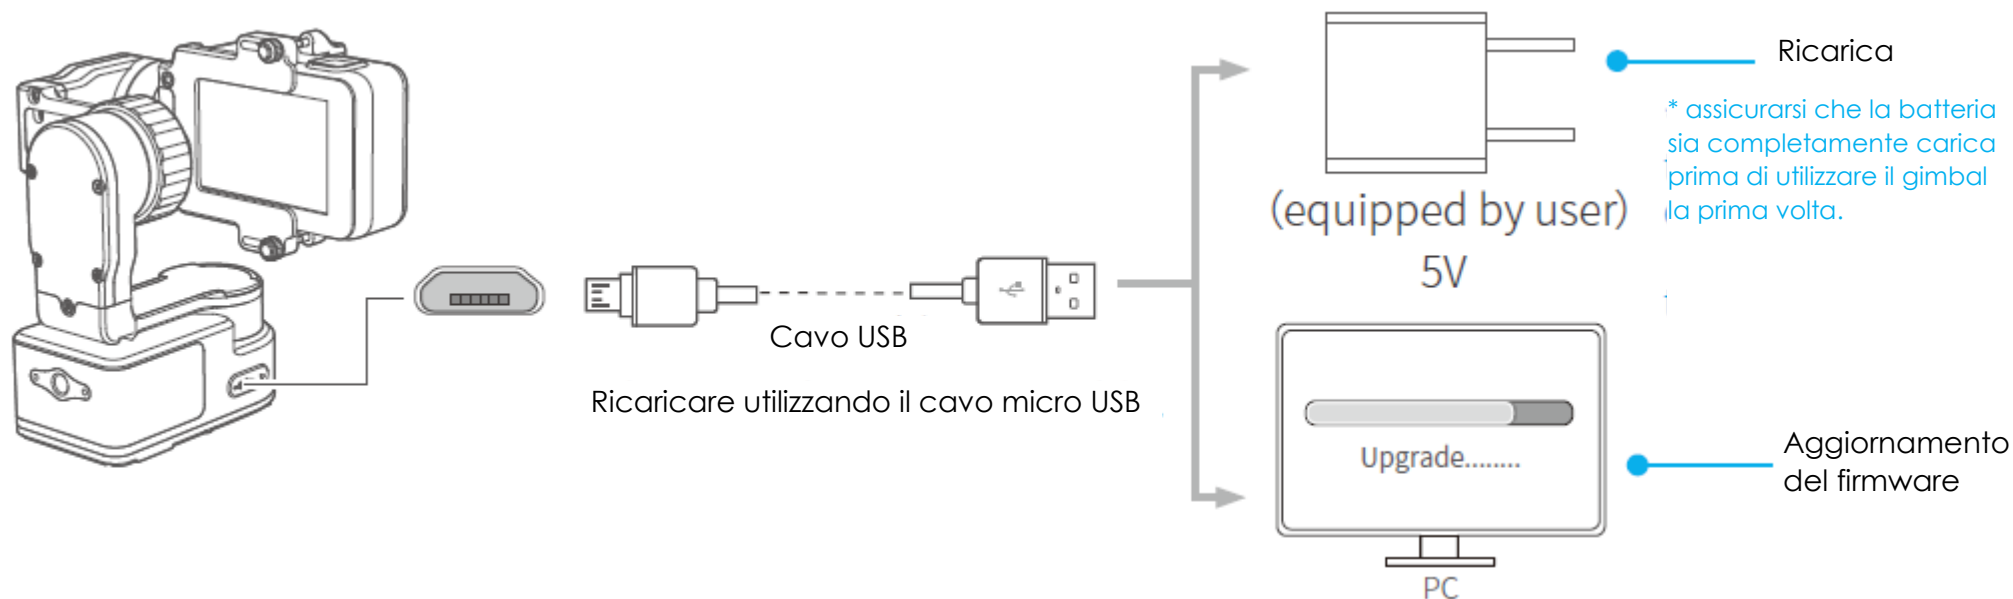 Ricarica
* assicurarsi che la batteria
sia completamente carica
prima di utilizzare il gimbal
la prima volta.
(equipped by user)
5V
Cavo USB
Ricaricare utilizzando il cavo micro USB
Upgrade........
Aggiornamento
del firmware
PC